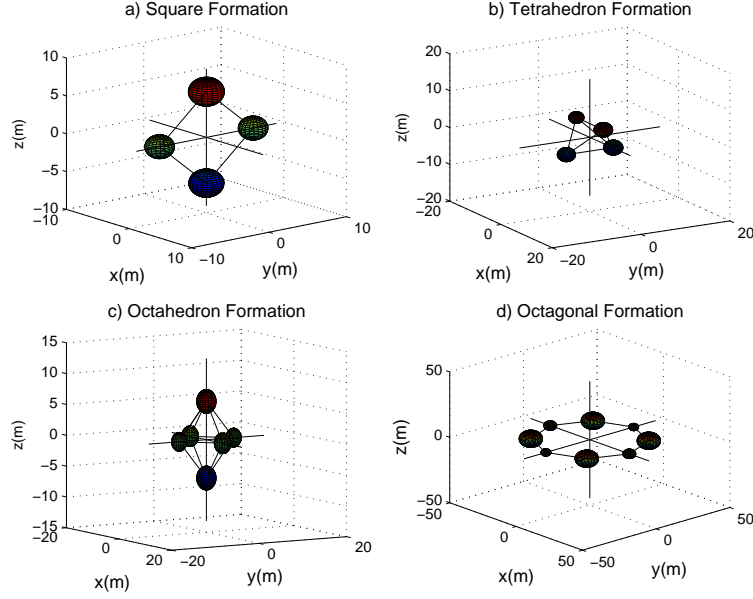 a) Square Formation
10
5
0
−5
−10
z(m)
−10
0
10
x(m)
−10
0
10
y(m)
b) Tetrahedron Formation
20
10
0
−10
−20
z(m)
−20
0
20
x(m)
−20
0
20
y(m)
c) Octahedron Formation
15
10
5
0
−5
−10
−15
z(m)
−20
0
20
x(m)
−20
0
20
y(m)
d) Octagonal Formation
50
0
−50
z(m)
−50
0
50
x(m)
−50
0
50
y(m)